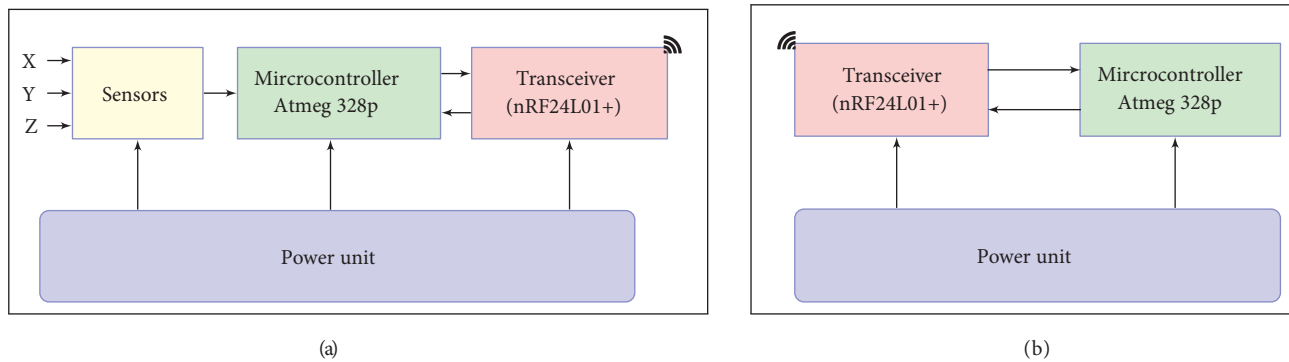 X
Y
Z
Sensors
Mircrocontroller
Atmeg 328p
Transceiver
(nRF24L01+)
Power unit
(a)
Transceiver
(nRF24L01+)
Mircrocontroller
Atmeg 328p
Power unit
(b)